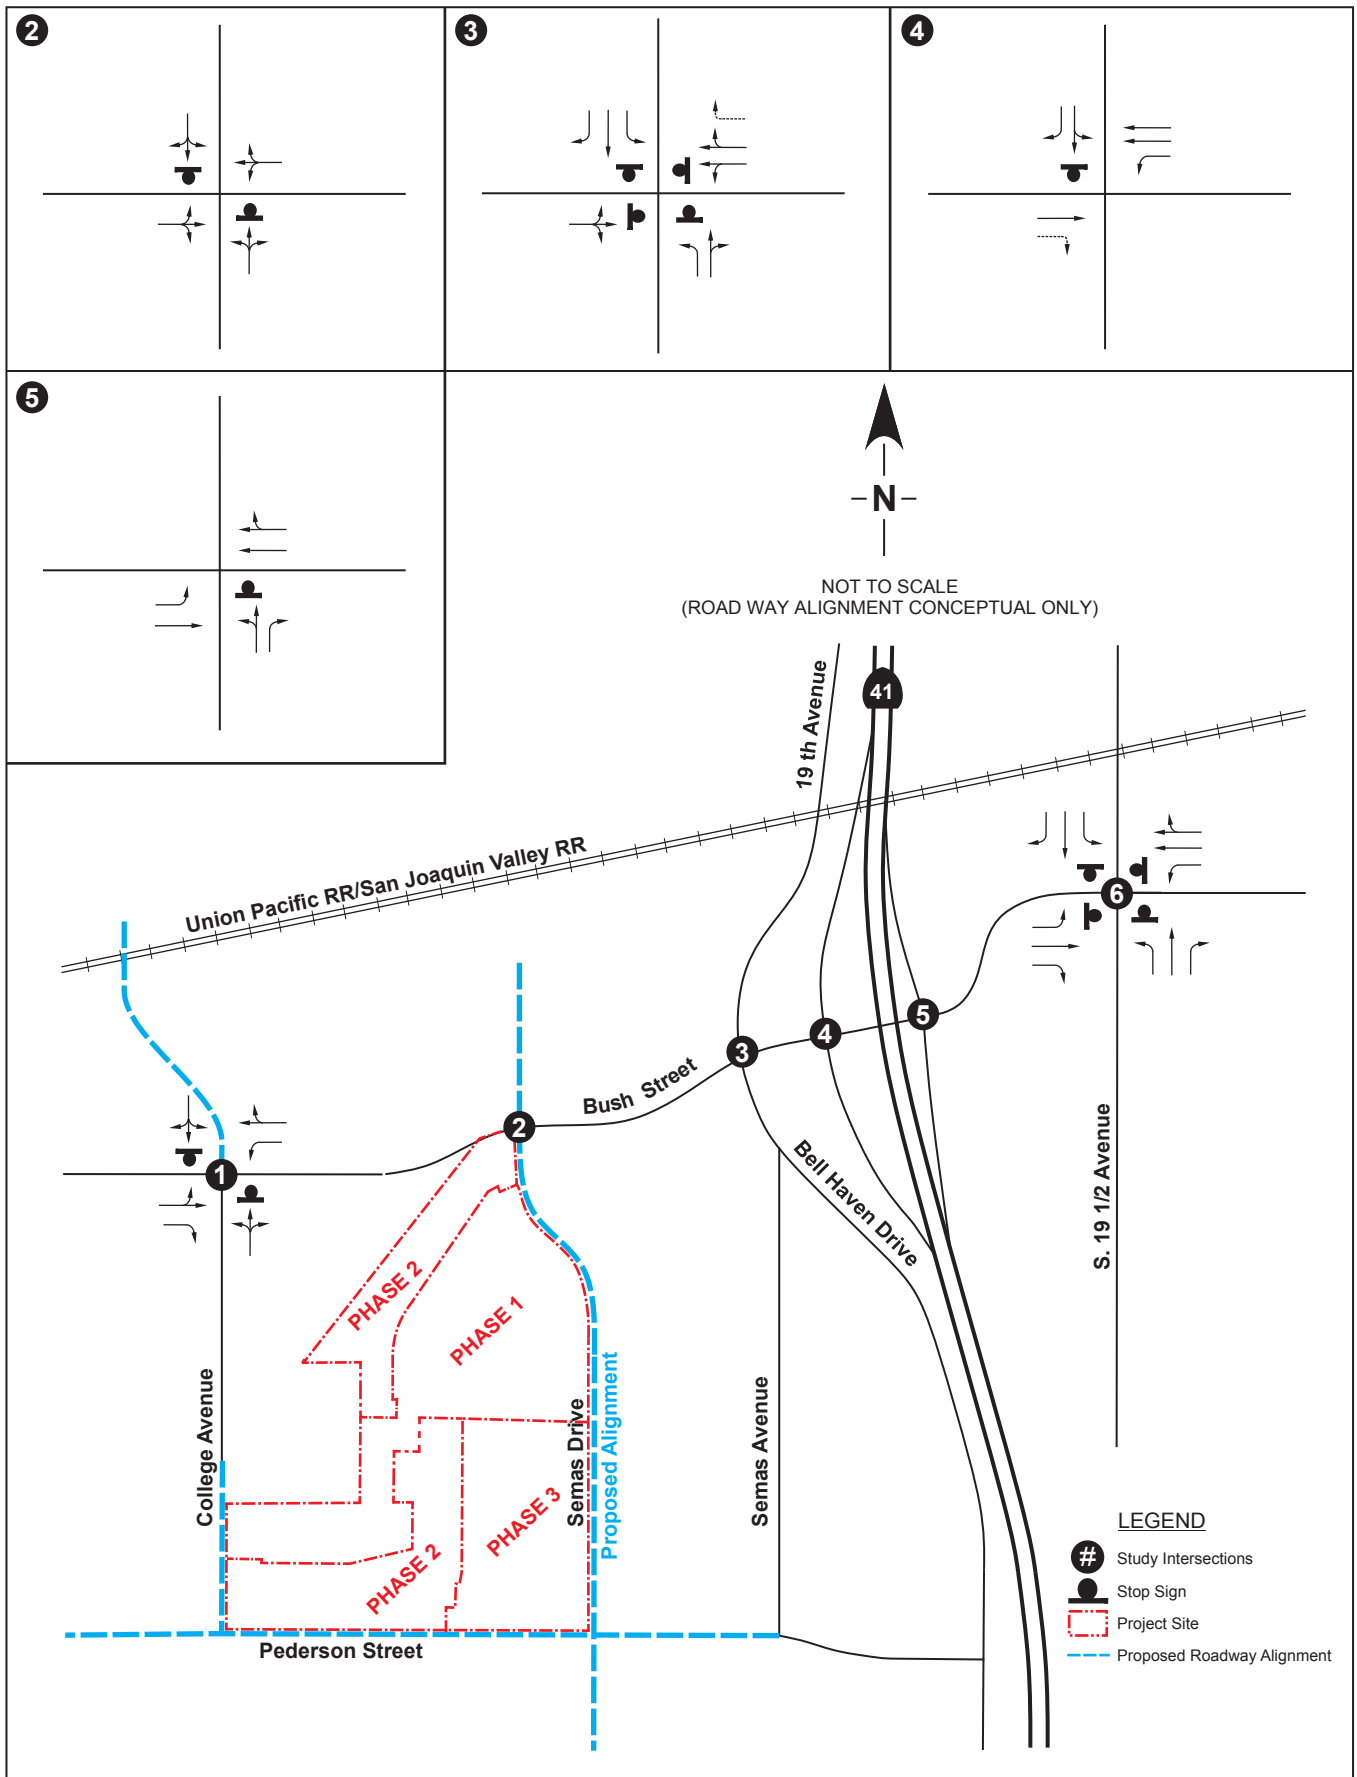 2
3
4
5
N
NOT TO SCALE
(ROAD WAY ALIGNMENT CONCEPTUAL ONLY)
19 th Avenue
41
Union Pacific RR/San Joaquin Valley RR
6
5
4
3
Bush Street
2
1
Bell Haven Drive
S. 19 1/2 Avenue
PHASE 2
PHASE 1
College Avenue
Semas Drive
Proposed Alignment
Semas Avenue
PHASE 3
PHASE 2
Pederson Street
LEGEND
# Study Intersections
Stop Sign
Project Site
Proposed Roadway Alignment